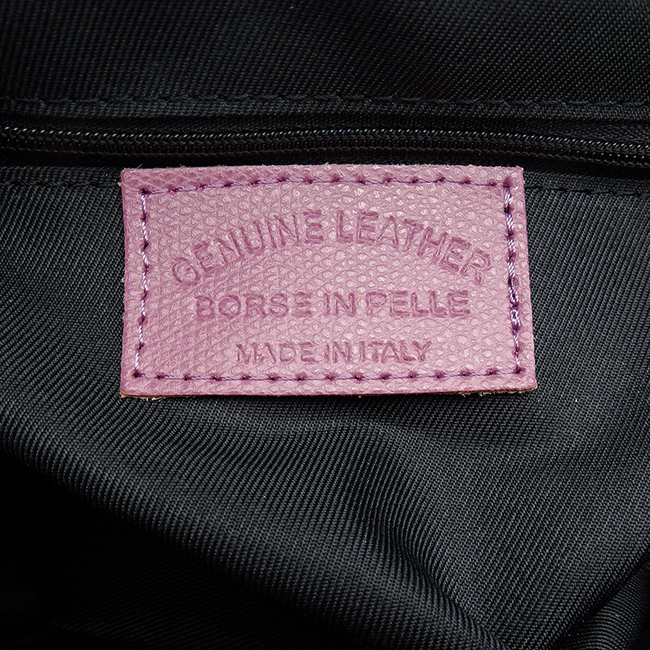 GENUINE LEATHER
BORSE IN PELLE
MADE IN ITALY